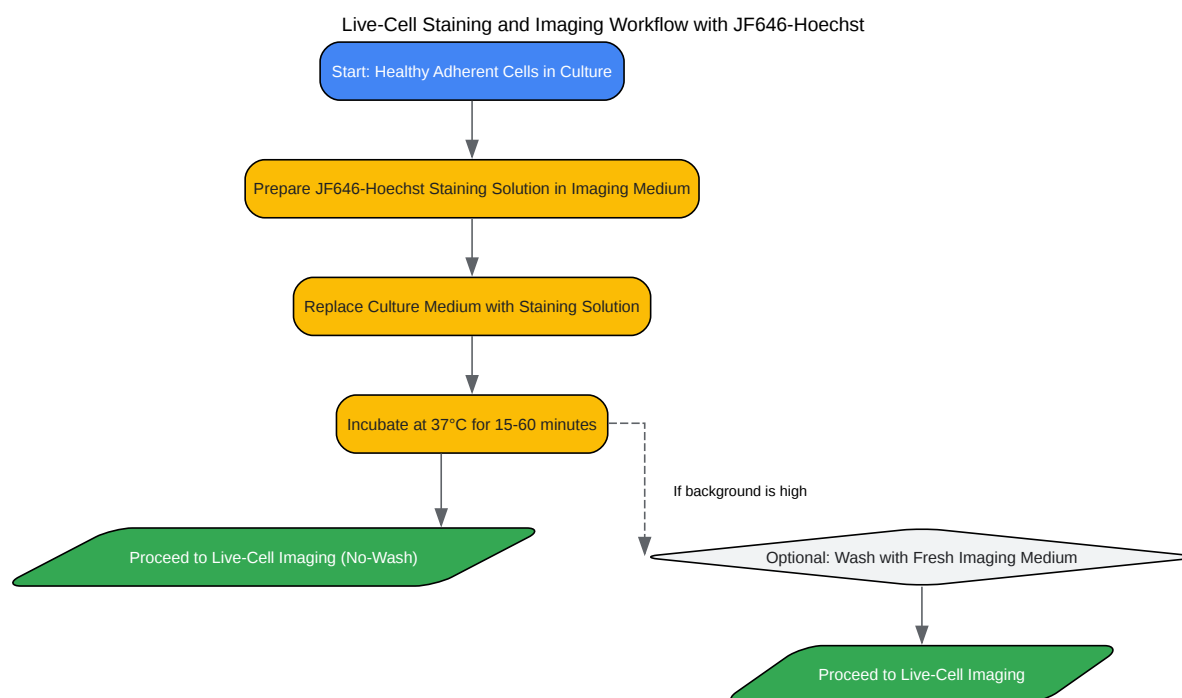 Live-Cell Staining and Imaging Workflow with JF646-Hoechst
Start: Healthy Adherent Cells in Culture
Prepare JF646-Hoechst Staining Solution in Imaging Medium
Replace Culture Medium with Staining Solution
Incubate at 37°C for 15-60 minutes
If background is high
Proceed to Live-Cell Imaging (No-Wash)
Optional: Wash with Fresh Imaging Medium
Proceed to Live-Cell Imaging